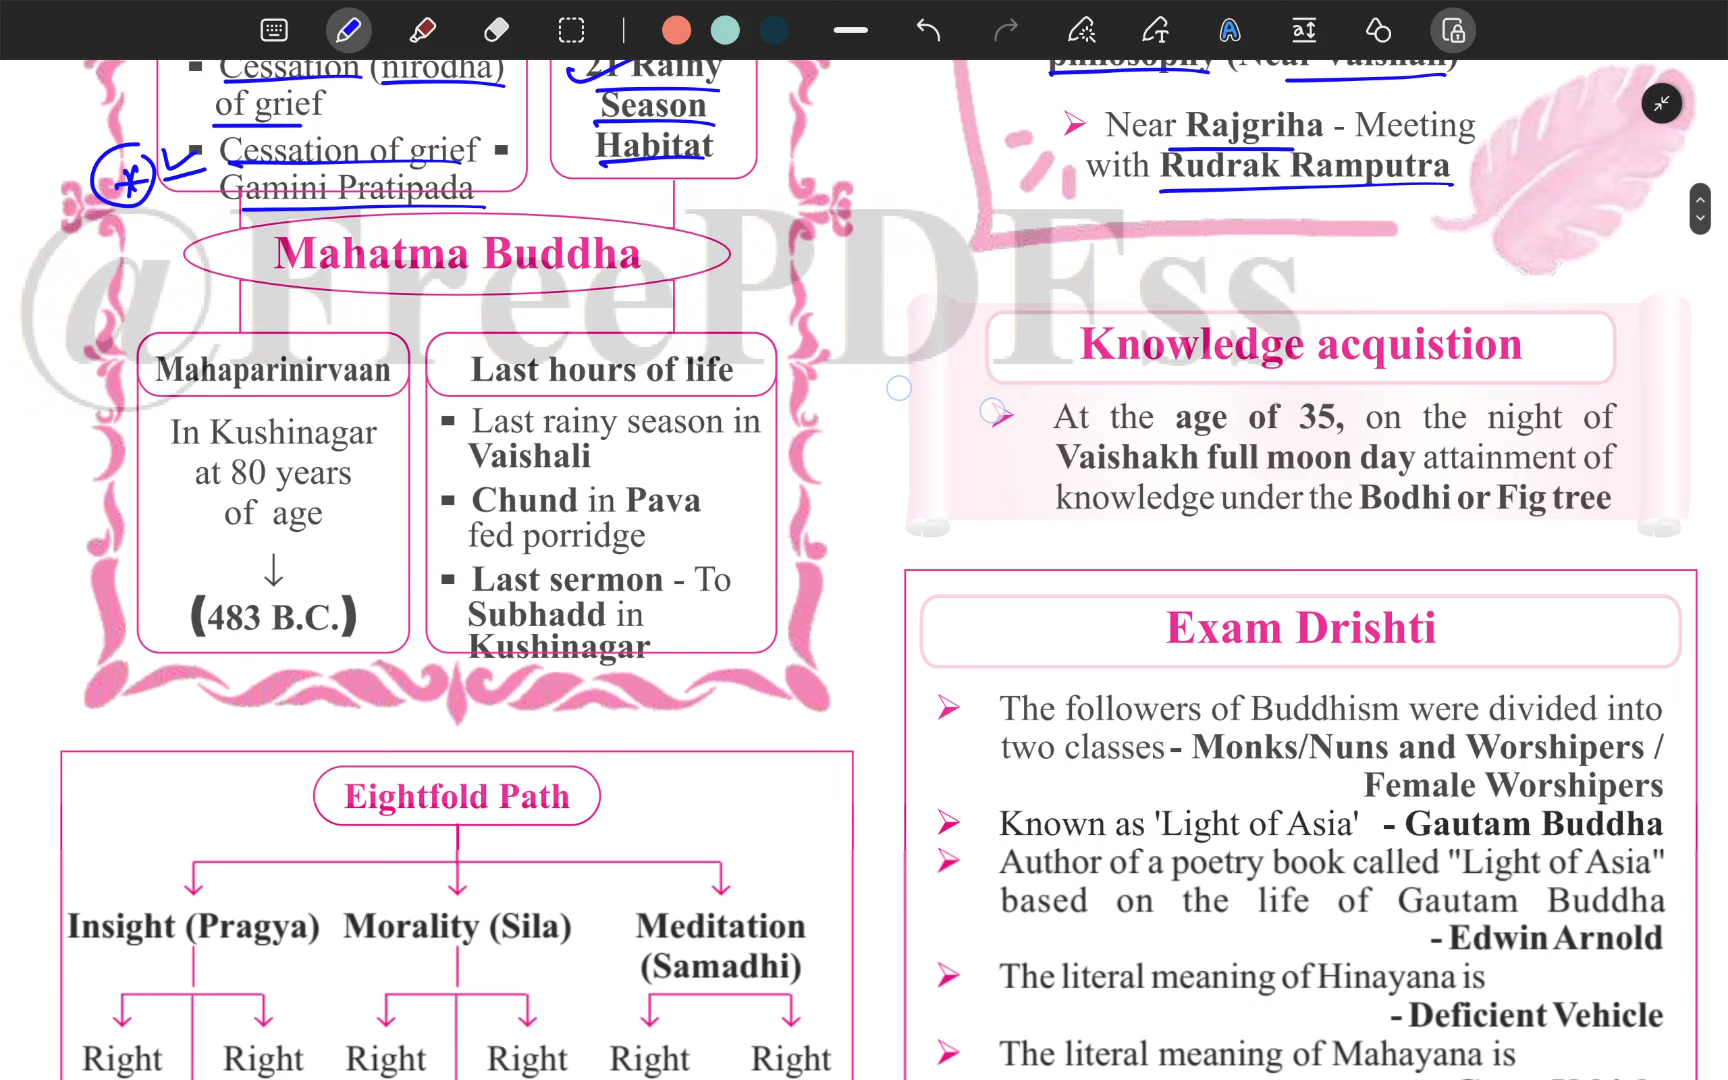 ▪ Cessation (nirodha)
of grief
▪ Cessation of grief -
Gamini Pratipada
21 Rainy
Season
Habitat
Mahatma Buddha
Mahaparinirvaan
In Kushinagar
at 80 years
of age
↓
(483 B.C.)
Last hours of life
▪ Last rainy season in
Vaishali
▪ Chund in Pava
fed porridge
▪ Last sermon - To
Subhadd in
Kushinagar
Eightfold Path
Insight (Pragya) Morality (Sila) Meditation
(Samadhi)
Right Right Right Right Right Right
philosophy (Near Vaishali)
➢ Near Rajgriha - Meeting
with Rudrak Ramputra
Knowledge acquistion
➢ At the age of 35, on the night of
Vaishakh full moon day attainment of
knowledge under the Bodhi or Fig tree
Exam Drishti
➢ The followers of Buddhism were divided into
two classes - Monks/Nuns and Worshipers /
Female Worshipers
➢ Known as 'Light of Asia' - Gautam Buddha
➢ Author of a poetry book called "Light of Asia"
based on the life of Gautam Buddha
- Edwin Arnold
➢ The literal meaning of Hinayana is
- Deficient Vehicle
➢ The literal meaning of Mahayana is
@FreePDFss